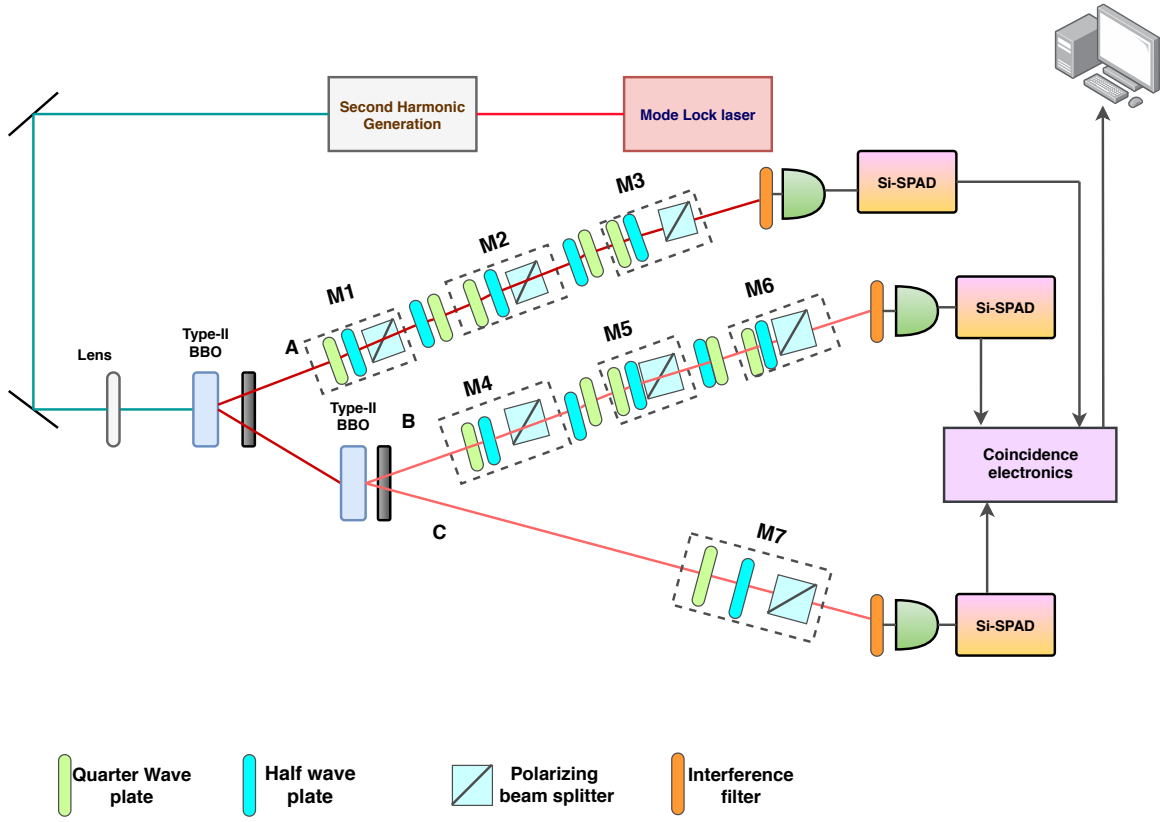 Second Harmonic
Generation
Mode Lock laser
M3
Si-SPAD
M2
M1
M6
Type-II
BBO
A
Lens
Si-SPAD
M5
M4
Type-II
BBO
B
Coincidence
electronics
C
M7
Si-SPAD
Quarter Wave
plate
Half wave
plate
Polarizing
beam splitter
Interference
filter